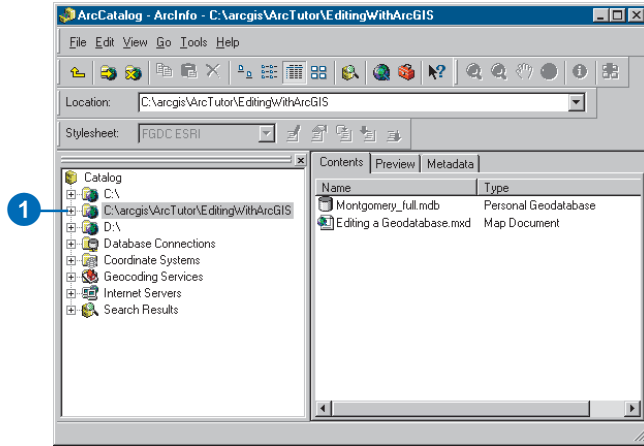 ArcCatalog - ArcInfo - C:\arcgis\ArcTutor\EditingWithArcGIS
File Edit View Go Tools Help
Location: C:\arcgis\ArcTutor\EditingWithArcGIS
Stylesheet: FGDC ESRI
Contents Preview Metadata
Catalog
C:\
1 C:\arcgis\ArcTutor\EditingWithArcGIS
D:\
Database Connections
Coordinate Systems
Geocoding Services
Internet Servers
Search Results
Name Type
Montgomery_full.mdb Personal Geodatabase
Editing a Geodatabase.mxd Map Document